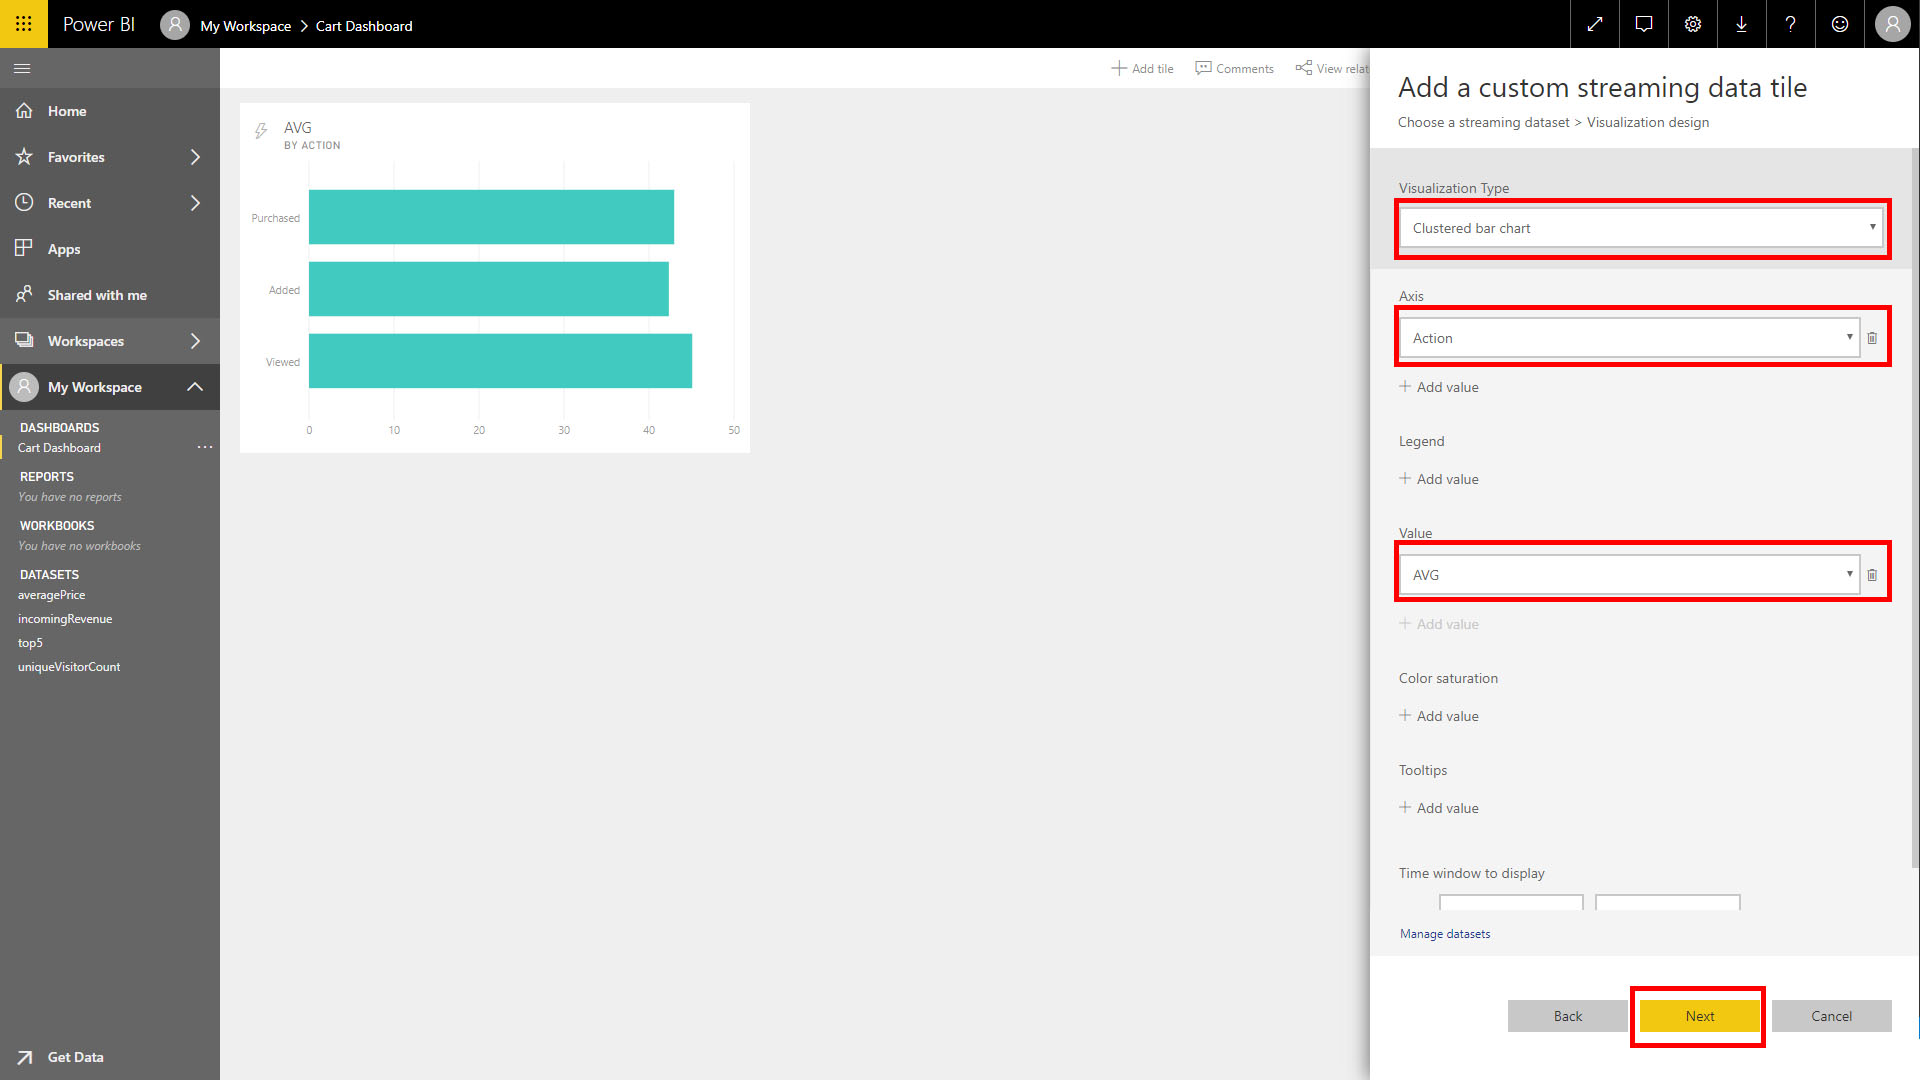 Power BI
My Workspace > Cart Dashboard
?
Home
Favorites
Recent
Apps
Shared with me
Workspaces
My Workspace
DASHBOARDS
Cart Dashboard
...
REPORTS
You have no reports
WORKBOOKS
You have no workbooks
DATASETS
averagePrice
incomingRevenue
top5
uniqueVisitorCount
Get Data
Add tile
Comments
View relat
AVG
BY ACTION
Purchased
Added
Viewed
0 10 20 30 40 50
Add a custom streaming data tile
Choose a streaming dataset > Visualization design
Visualization Type
Clustered bar chart
Axis
Action
+ Add value
Legend
+ Add value
Value
AVG
+ Add value
Color saturation
+ Add value
Tooltips
+ Add value
Time window to display
Manage datasets
Back
Next
Cancel